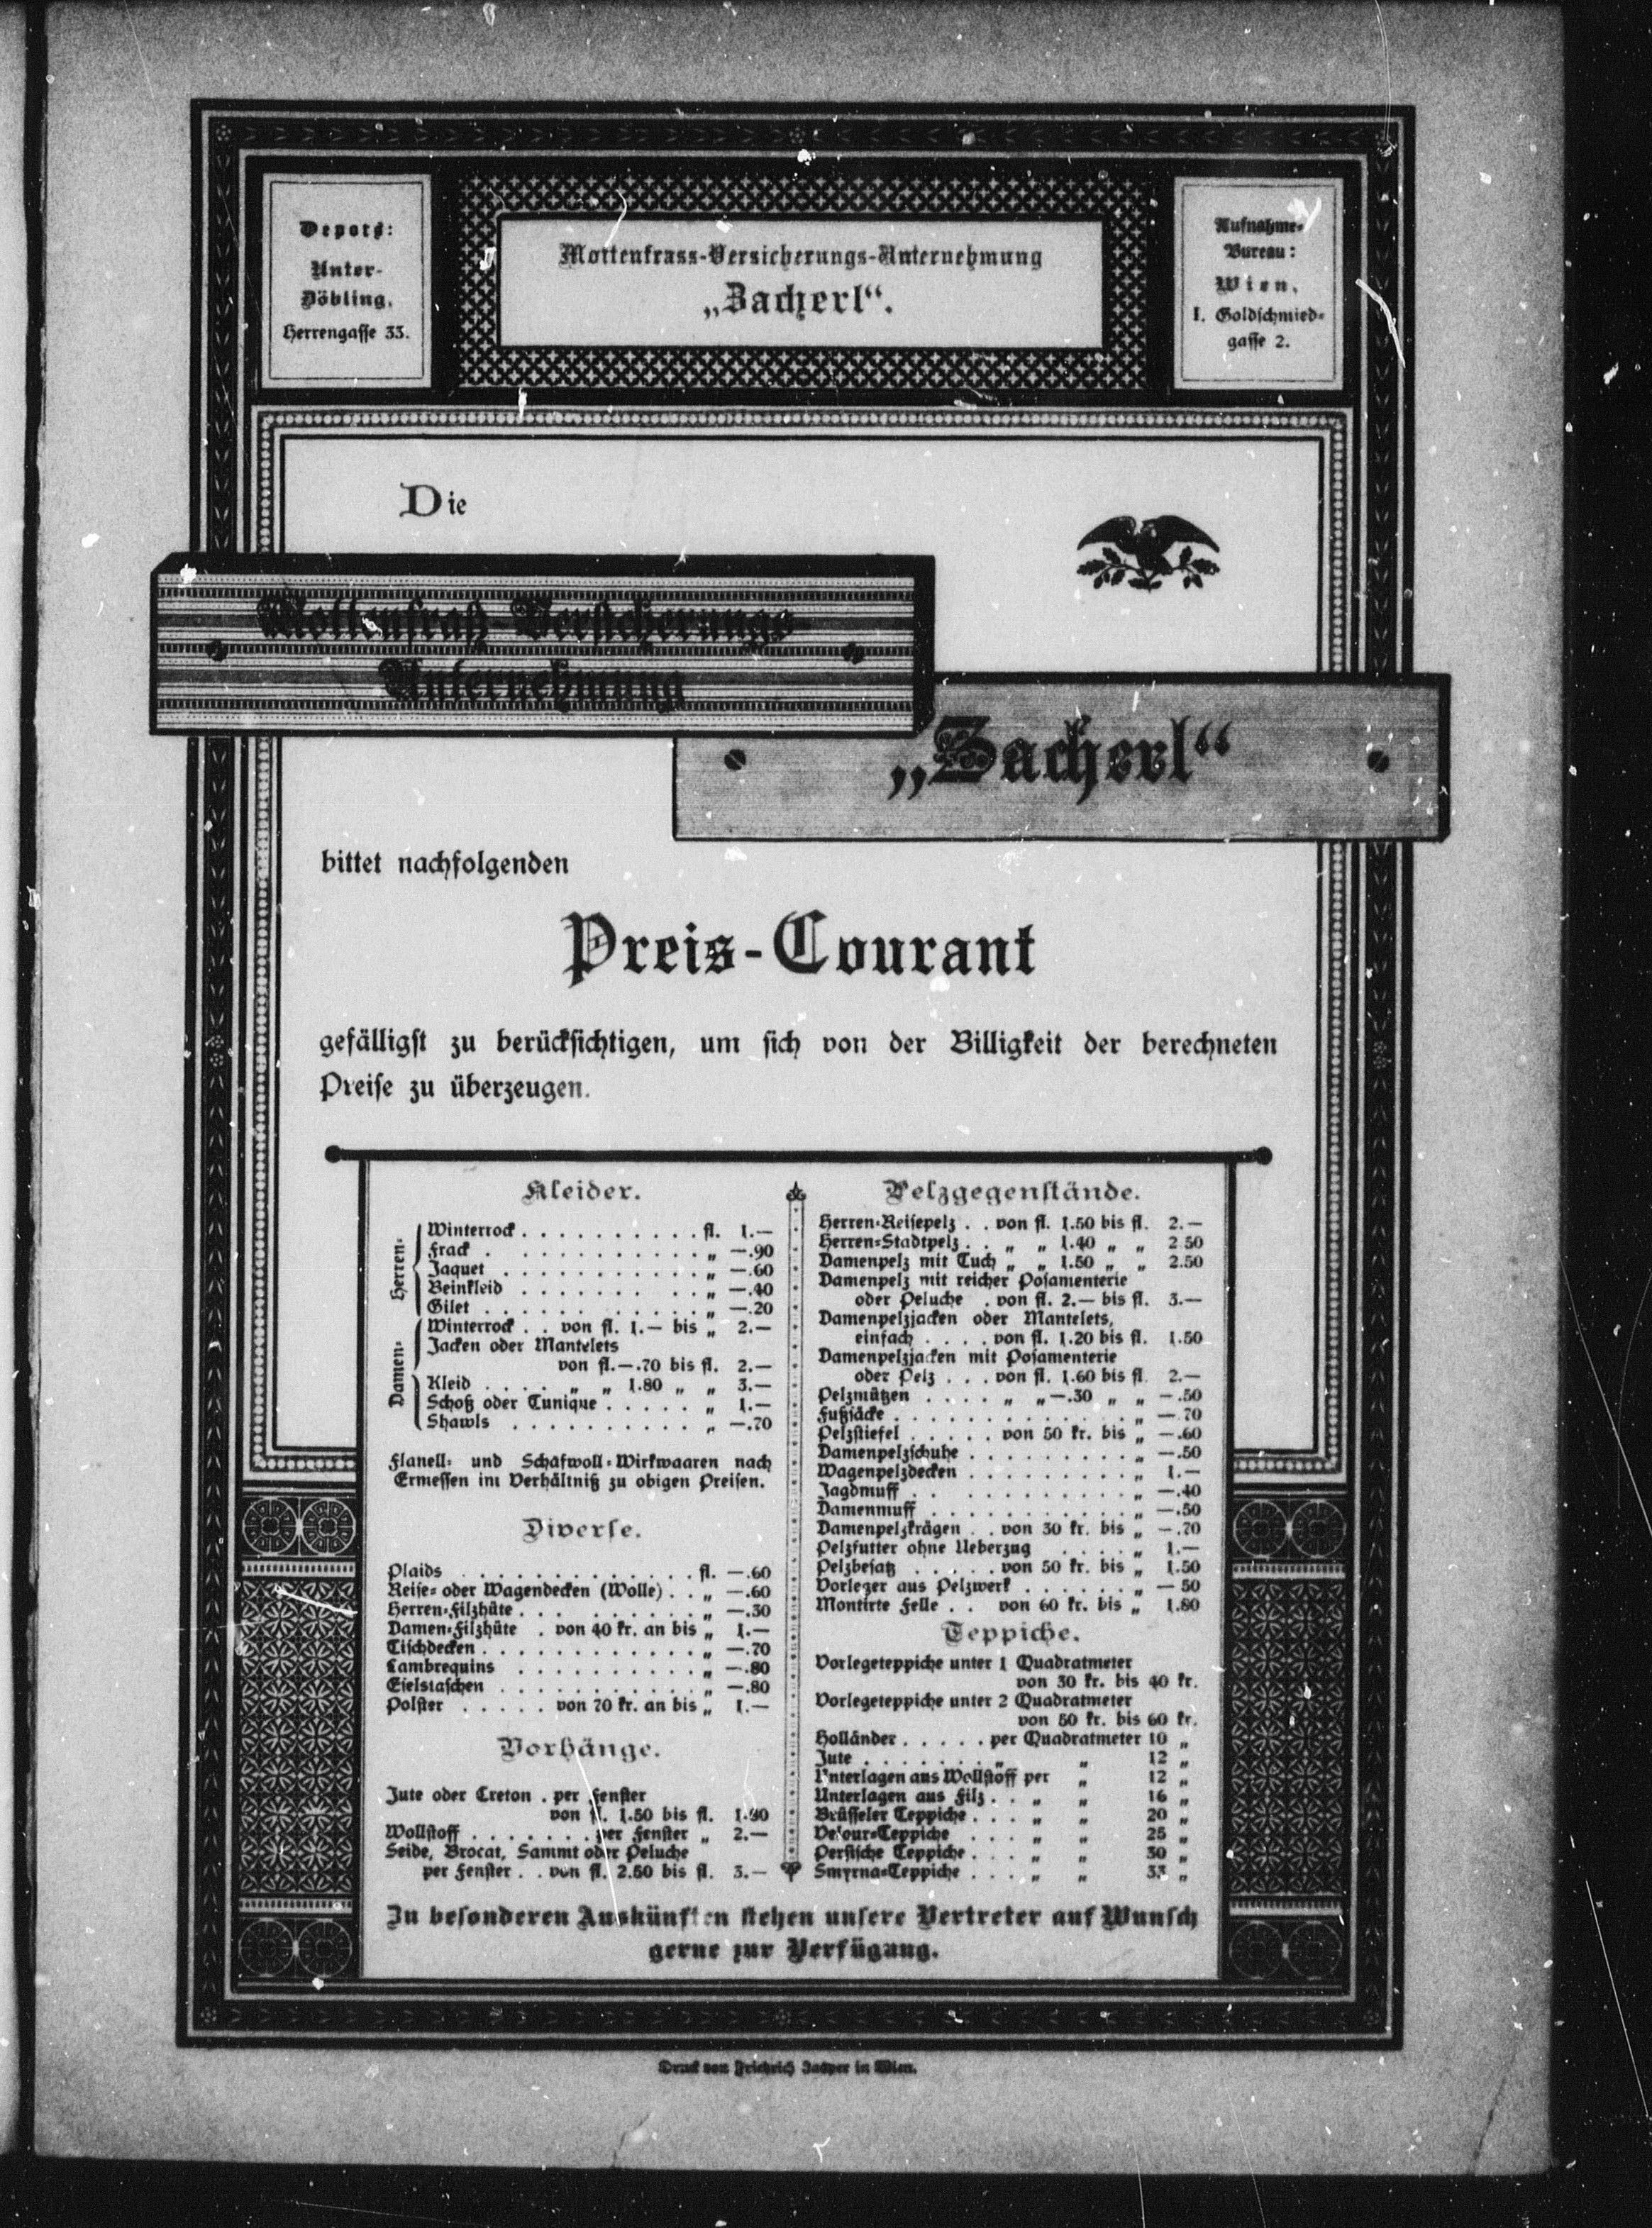 Depots:
Unter-
Döbling,
Herrengasse 33.
Mottenfrass-Versicherungs-Unternehmung
„Zacherl“.
Aufnahms-
Bureau:
Wien,
I. Goldschmied-
gasse 2.
Die
Mottenfraß-Versicherungs
Unternehmung
„Zacherl“
bittet nachfolgenden
Preis-Courant
gefälligst zu berücksichtigen, um sich von der Billigkeit der berechneten
Preise zu überzeugen.
Kleider.
Herren-
Winterrock . . . . . . . . . . fl. 1.—
Frack . . . . . . . . . . . . „ —.90
Jaquet . . . . . . . . . . . „ —.60
Beinkleid . . . . . . . . . . „ —.40
Gilet . . . . . . . . . . . . „ —.20
Damen-
Winterrock . . von fl. 1.— bis „ 2.—
Jacken oder Mantelets
von fl.—.70 bis fl. 2.—
Kleid . . . . „ „ 1.80 „ „ 3.—
Schoß oder Tunique . . . . . „ 1.—
Shawls . . . . . . . . . . . „ —.70
Flanell- und Schafwoll-Wirkwaaren nach
Ermessen im Verhältniß zu obigen Preisen.
Diverse.
Plaids . . . . . . . . . . . . fl. —.60
Reise- oder Wagendecken (Wolle) . . „ —.60
Herren-Filzhüte . . . . . . . . . „ —.30
Damen-Filzhüte . von 40 kr. an bis „ 1.—
Tischdecken . . . . . . . . . . . „ —.70
Lambrequins . . . . . . . . . . „ —.80
Eselstaschen . . . . . . . . . . „ —.80
Polster . . . . . von 70 kr. an bis „ 1.—
Vorhänge.
Jute oder Creton . per Fenster
von fl. 1.50 bis fl.
Wollstoff . . . . . . . per Fenster „ 2.—
Seide, Brocat, Sammt oder Peluche
per Fenster . . von fl. 2.50 bis fl. 3.—
Pelzgegenstände.
Herren-Reisepelz . . von fl. 1.50 bis fl. 2.—
Herren-Stadtpelz . . „ „ 1.40 „ „ 2.50
Damenpelz mit Tuch „ „ 1.50 „ „ 2.50
Damenpelz mit reicher Posamenterie
oder Peluche . von fl. 2.— bis fl. 3.—
Damenpelzjacken oder Mantelets,
einfach . . . . von fl. 1.20 bis fl. 1.50
Damenpelzjacken mit Posamenterie
oder Pelz . . . von fl. 1.60 bis fl. 2.—
Pelzmützen . . . . „ „ —.30 „ „ —.50
Fußsäcke . . . . . . . . . . . . „ —.70
Pelzstiefel . . . . . von 50 kr. bis „ —.60
Damenpelzschuhe . . . . . . . . . „ —.50
Wagenpelzdecken . . . . . . . . . „ 1.—
Jagdmuff . . . . . . . . . . . . „ —.40
Damenmuff . . . . . . . . . . . „ —.50
Damenpelzkrägen . . von 30 kr. bis „ —.70
Pelzfutter ohne Ueberzug . . . . „ 1.—
Pelzbesatz . . . . . von 50 kr. bis „ 1.50
Vorleger aus Pelzwerk . . . . . . „ —.50
Montirte Felle . . von 60 kr. bis „ 1.80
Teppiche.
Vorlegeteppiche unter 1 Quadratmeter
von 30 kr. bis 40 kr.
Vorlegeteppiche unter 2 Quadratmeter
von 50 kr. bis 60 kr.
Holländer . . . . . per Quadratmeter 10 „
Jute . . . . . . . „ „ 12 „
Unterlagen aus Wollstoff per „ 12 „
Unterlagen aus Filz . . „ „ 16 „
Brüsseler Teppiche . . . „ „ 20 „
Velour-Teppiche . . . „ „ 25 „
Persische Teppiche . . . „ „ 30 „
Smyrna-Teppiche . . . „ „ 33 „
Zu besonderen Auskünften stehen unsere Vertreter auf Wunsch
gerne zur Verfügung.
Druck von Friedrich Jasper in Wien.